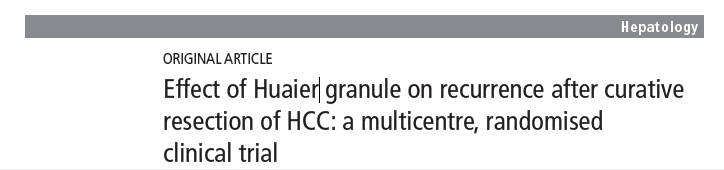 Hepatology
ORIGINAL ARTICLE
Effect of Huaier granule on recurrence after curative
resection of HCC: a multicentre, randomised
clinical trial